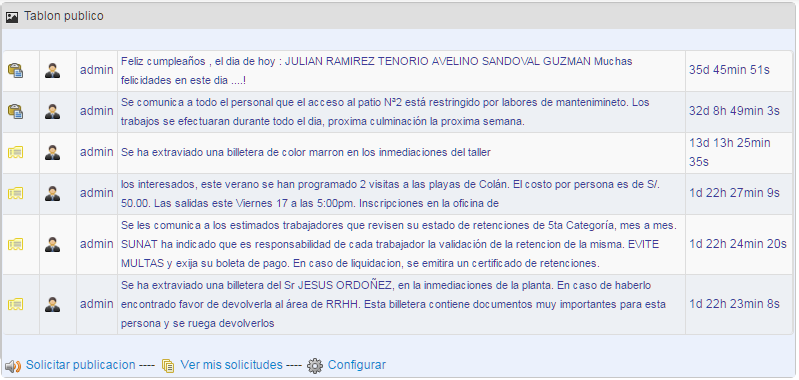 Tablon publico
admin
Feliz cumpleaños , el dia de hoy : JULIAN RAMIREZ TENORIO AVELINO SANDOVAL GUZMAN Muchas
felicidades en este dia ....!
35d 45min 51s
admin
Se comunica a todo el personal que el acceso al patio Nª2 está restringido por labores de mantenimineto. Los
trabajos se efectuaran durante todo el dia, proxima culminación la proxima semana.
32d 8h 49min 3s
admin
Se ha extraviado una billetera de color marron en los inmediaciones del taller
13d 13h 25min
35s
admin
los interesados, este verano se han programado 2 visitas a las playas de Colán. El costo por persona es de S/.
50.00. Las salidas este Viernes 17 a las 5:00pm. Inscripciones en la oficina de
1d 22h 27min 9s
admin
Se les comunica a los estimados trabajadores que revisen su estado de retenciones de 5ta Categoría, mes a mes.
SUNAT ha indicado que es responsabilidad de cada trabajador la validación de la retencion de la misma. EVITE
MULTAS y exija su boleta de pago. En caso de liquidacion, se emitira un certificado de retenciones.
1d 22h 24min 20s
admin
Se ha extraviado una billetera del Sr JESUS ORDOÑEZ, en la inmediaciones de la planta. En caso de haberlo
encontrado favor de devolverla al área de RRHH. Esta billetera contiene documentos muy importantes para esta
persona y se ruega devolverlos
1d 22h 23min 8s
Solicitar publicacion ---- Ver mis solicitudes ---- Configurar